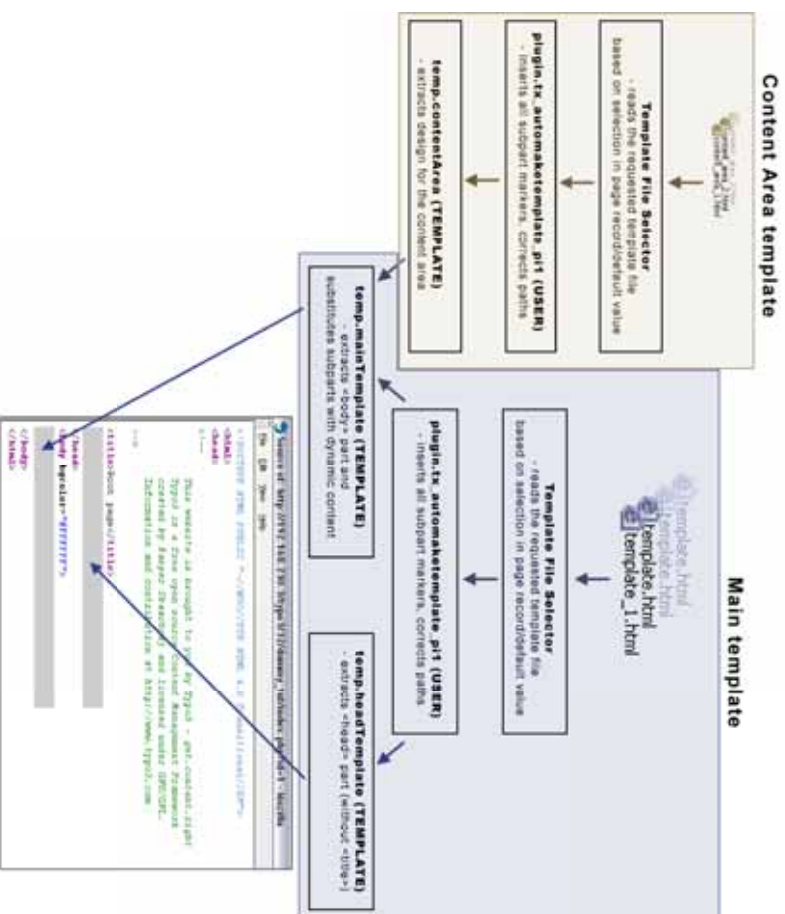 Content Area template
Template File Selector
- reads the requested template file
based on selection in page record/default value
plugin.tx_automaketemplate_pi1 (USER)
- inserts all subpart markers, corrects paths
temp.contentArea (TEMPLATE)
- extracts design for the content area
Main template
template.html
template.html
template.html
template_1.html
Template File Selector
- reads the requested template file
based on selection in page record/default value
plugin.tx_automaketemplate_pi1 (USER)
- inserts all subpart markers, corrects paths
temp.mainTemplate (TEMPLATE)
- extracts <body> part and
substitutes subparts with dynamic content
temp.headTemplate (TEMPLATE)
- extracts <head> part (without <title>)
<html>
<head>
<!--
This website is brought to you by Typo3 - get.content.right
Typo3 is a free open source Content Management Framework
created by Kasper Skaarhoj and licensed under GNU/GPL.
Information and contribution at http://www.typo3.com
-->
page</title>
</head>
<body bgcolor="#FFFFFF">
</body>
</html>